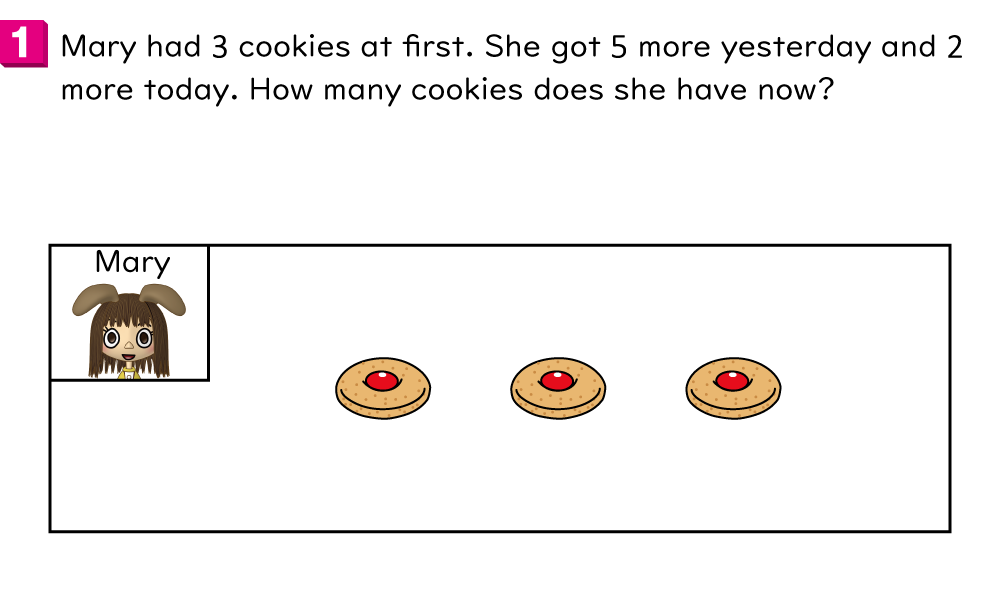 1
Mary had 3 cookies at first. She got 5 more yesterday and 2
more today. How many cookies does she have now?
Mary